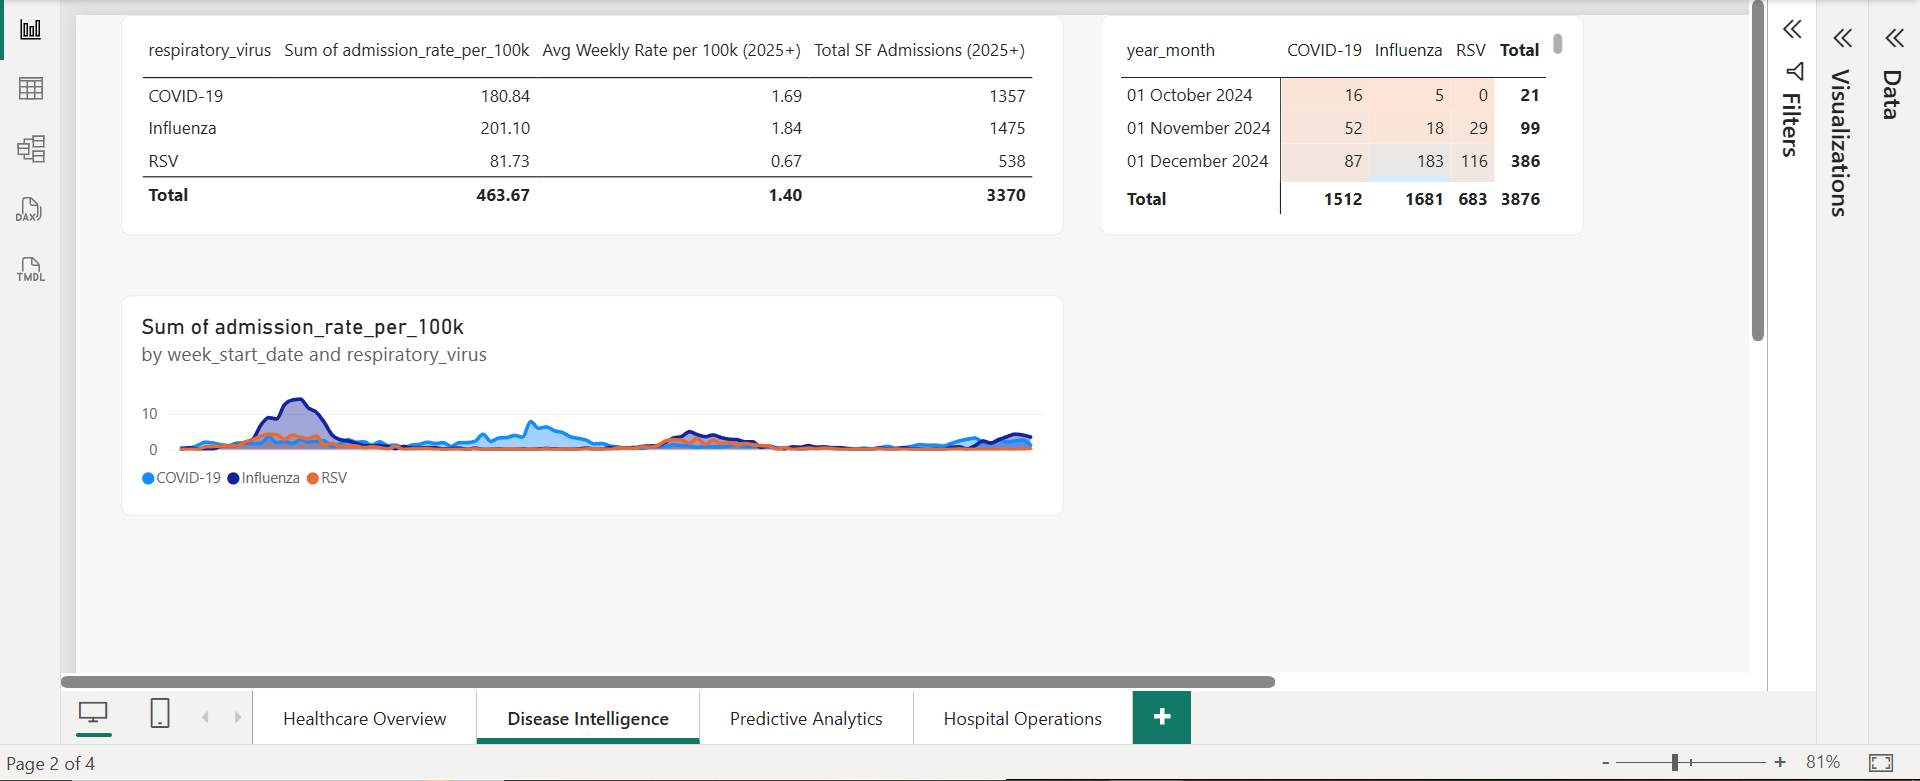 respiratory_virus Sum of admission_rate_per_100k Avg Weekly Rate per 100k (2025+) Total SF Admissions (2025+)
COVID-19 180.84 1.69 1357
Influenza 201.10 1.84 1475
RSV 81.73 0.67 538
Total 463.67 1.40 3370
year_month COVID-19 Influenza RSV Total
01 October 2024 16 5 0 21
01 November 2024 52 18 29 99
01 December 2024 87 183 116 386
Total 1512 1681 683 3876
Sum of admission_rate_per_100k
by week_start_date and respiratory_virus
10
0
COVID-19 Influenza RSV
DAX
TMDL
Filters
Visualizations
Data
Healthcare Overview Disease Intelligence Predictive Analytics Hospital Operations +
Page 2 of 4 - + 81%